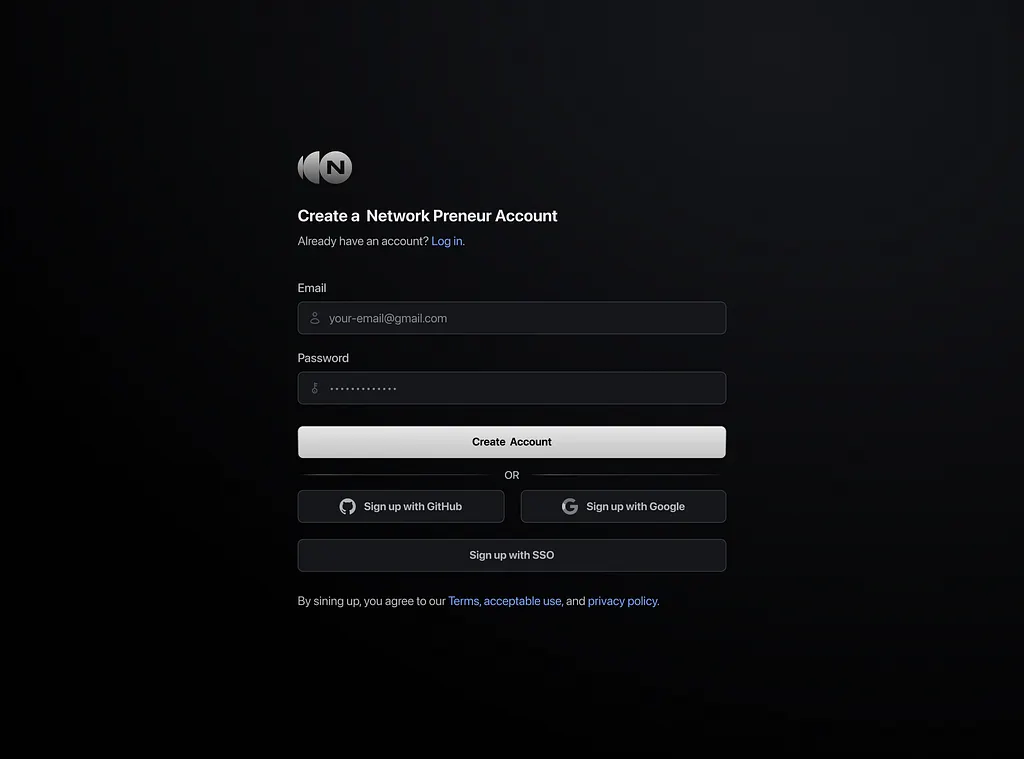 N
Create a Network Preneur Account
Already have an account? Log in.
Email
your-email@gmail.com
Password
•••••••••••••
Create Account
OR
Sign up with GitHub
Sign up with Google
Sign up with SSO
By sining up, you agree to our Terms, acceptable use, and privacy policy.